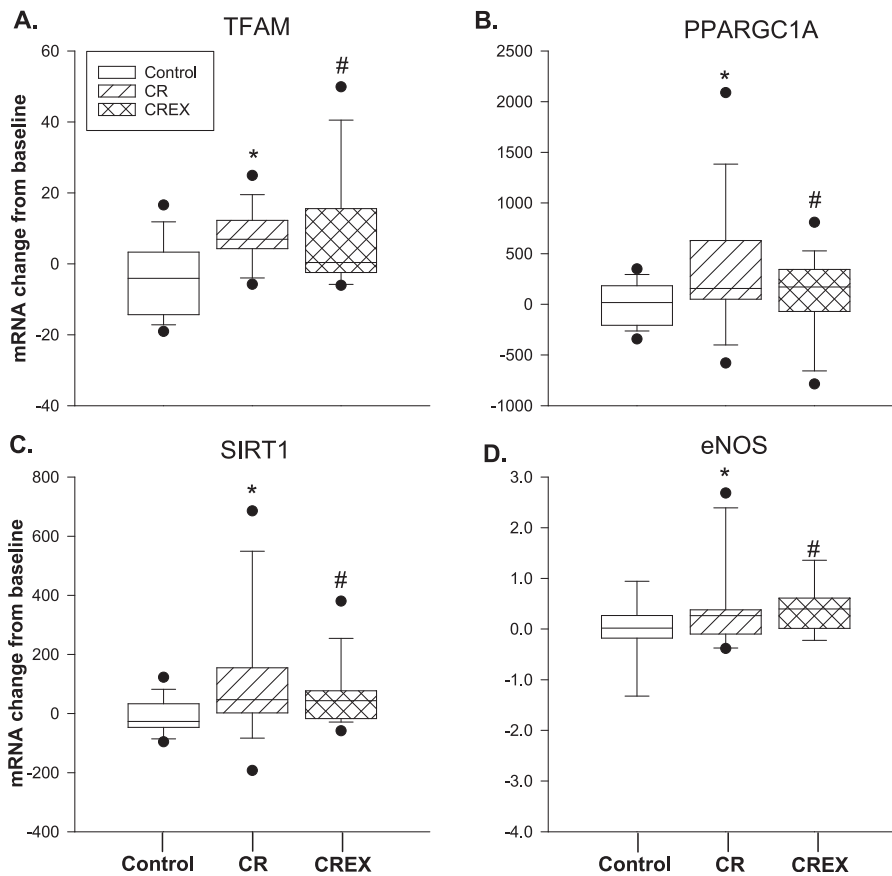 A.
TFAM
60
40
20
0
-20
-40
mRNA change from baseline
Control
CR
CREX
*
#
B.
PPARGC1A
2500
2000
1500
1000
500
0
-500
-1000
*
#
C.
SIRT1
800
600
400
200
0
-200
-400
mRNA change from baseline
*
#
Control
CR
CREX
D.
eNOS
3.0
2.0
1.0
0.0
-1.0
-2.0
-3.0
-4.0
*
#
Control
CR
CREX